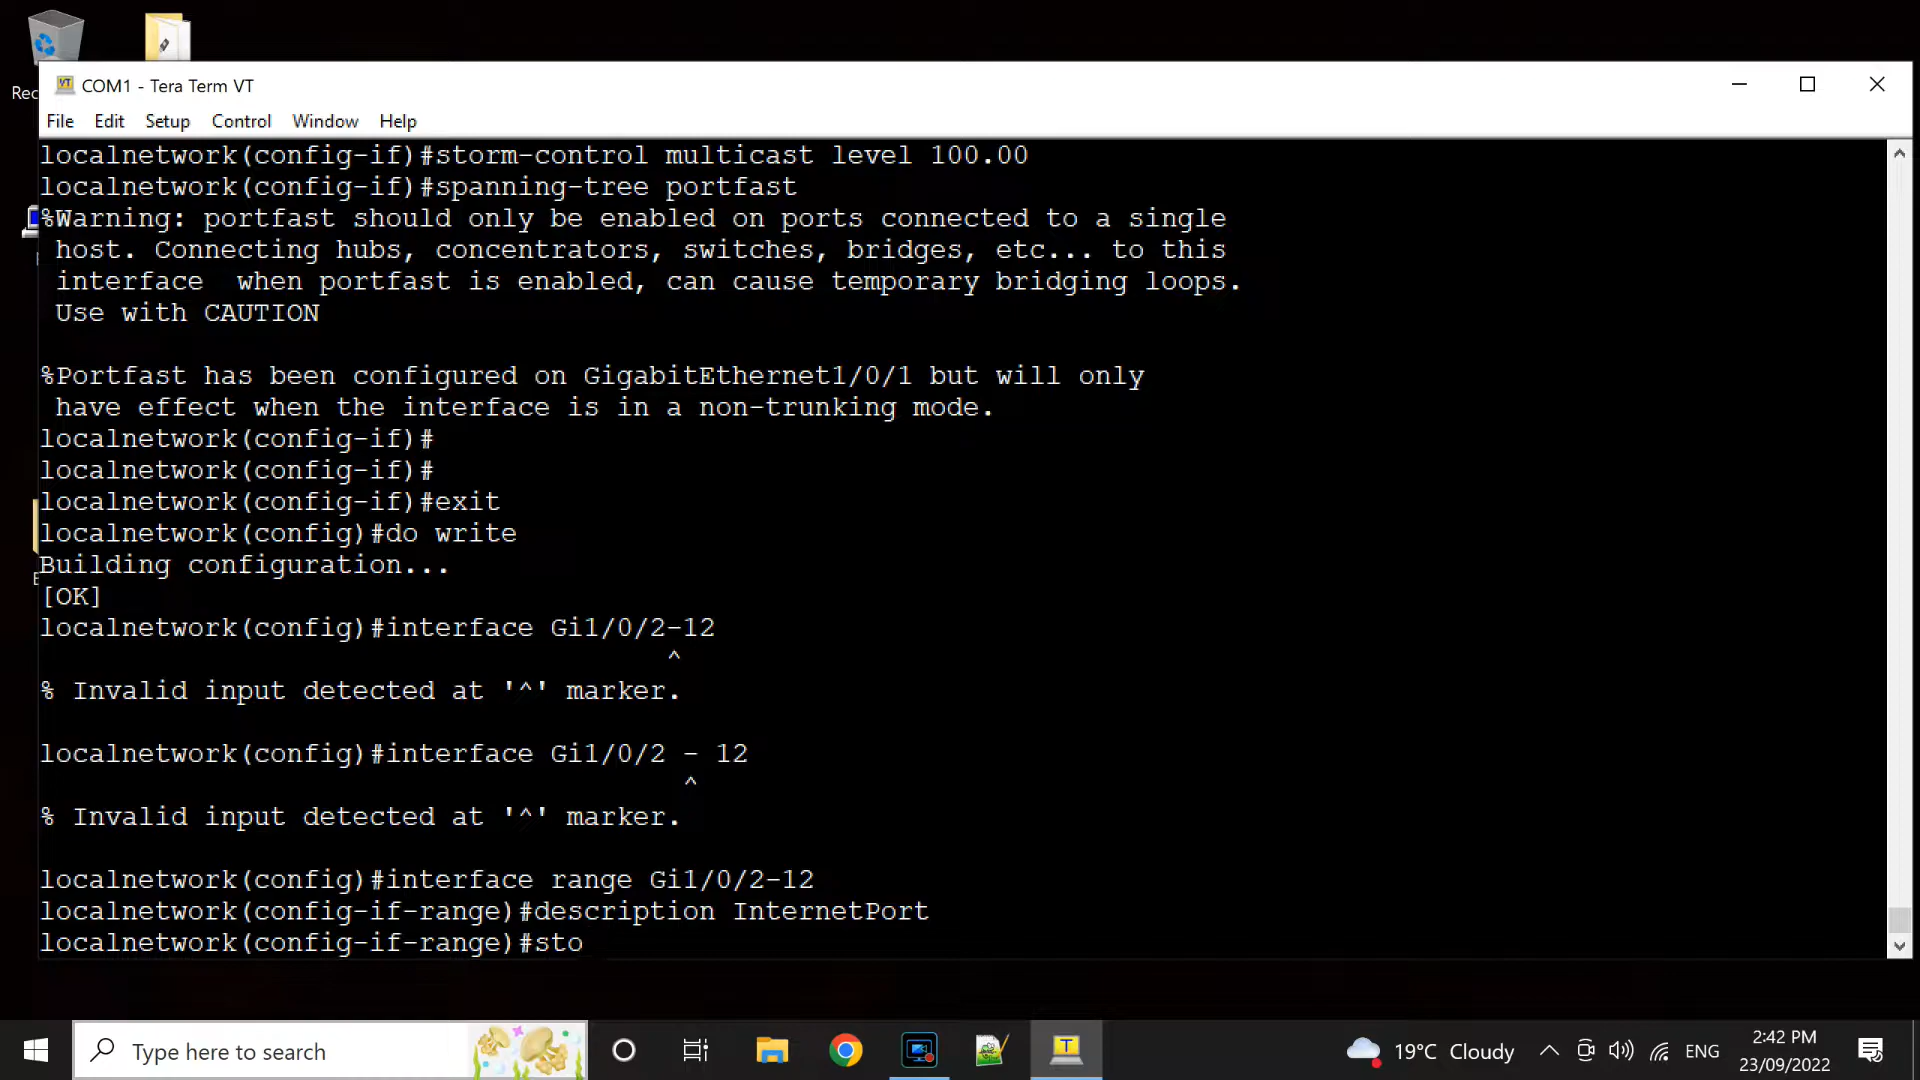 Rec
COM1 - Tera Term VT
File Edit Setup Control Window Help
localnetwork(config-if)#storm-control multicast level 100.00
localnetwork(config-if)#spanning-tree portfast
%Warning: portfast should only be enabled on ports connected to a single
host. Connecting hubs, concentrators, switches, bridges, etc... to this
interface  when portfast is enabled, can cause temporary bridging loops.
Use with CAUTION
%Portfast has been configured on GigabitEthernet1/0/1 but will only
have effect when the interface is in a non-trunking mode.
localnetwork(config-if)#
localnetwork(config-if)#
localnetwork(config-if)#exit
localnetwork(config)#do write
Building configuration...
[OK]
localnetwork(config)#interface Gi1/0/2-12
^
% Invalid input detected at '^' marker.
localnetwork(config)#interface Gi1/0/2 - 12
^
% Invalid input detected at '^' marker.
localnetwork(config)#interface range Gi1/0/2-12
localnetwork(config-if-range)#description InternetPort
localnetwork(config-if-range)#sto
Type here to search
19°C Cloudy
ENG
2:42 PM
23/09/2022